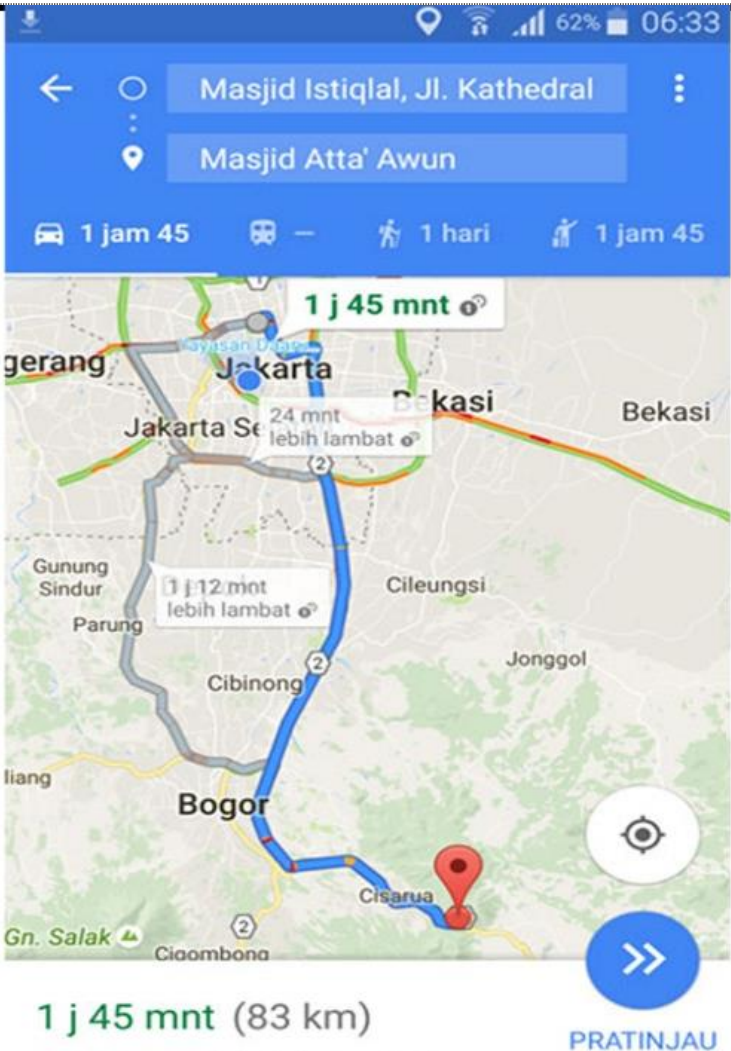 62% 06:33
Masjid Istiqlal, Jl. Kathedral
Masjid Atta' Awun
1 jam 45 – 1 hari 1 jam 45
1 j 45 mnt
gerang
Jakarta
Bekasi
Bekasi
24 mnt
lebih lambat
Jakarta Se
2
Gunung
Sindur
1 j 12 mnt
lebih lambat
Cileungsi
Parung
Jonggol
2
Cibinong
liang
Bogor
Cisarua
Gn. Salak
2
Cigombong
1 j 45 mnt (83 km)
PRATINJAU